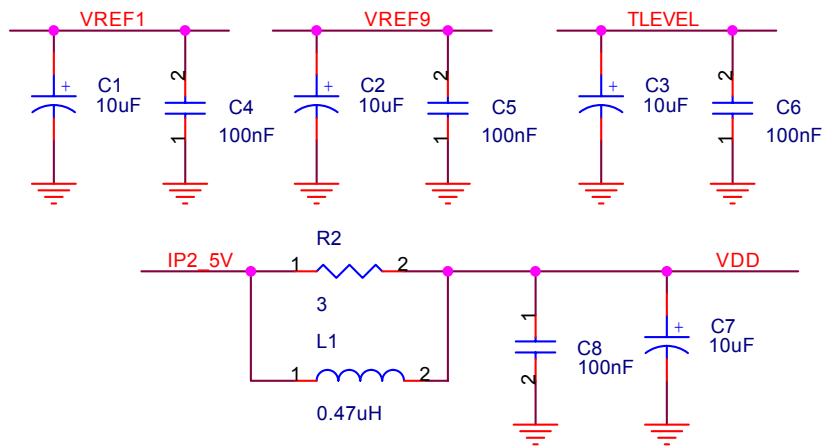 VREF1
VREF9
TLEVEL
+
C1
10uF
2
1
C4
100nF
+
C2
10uF
2
1
C5
100nF
+
C3
10uF
2
1
C6
100nF
R2
IP2_5V
1
2
VDD
3
L1
1
2
0.47uH
1
2
C8
100nF
+
C7
10uF